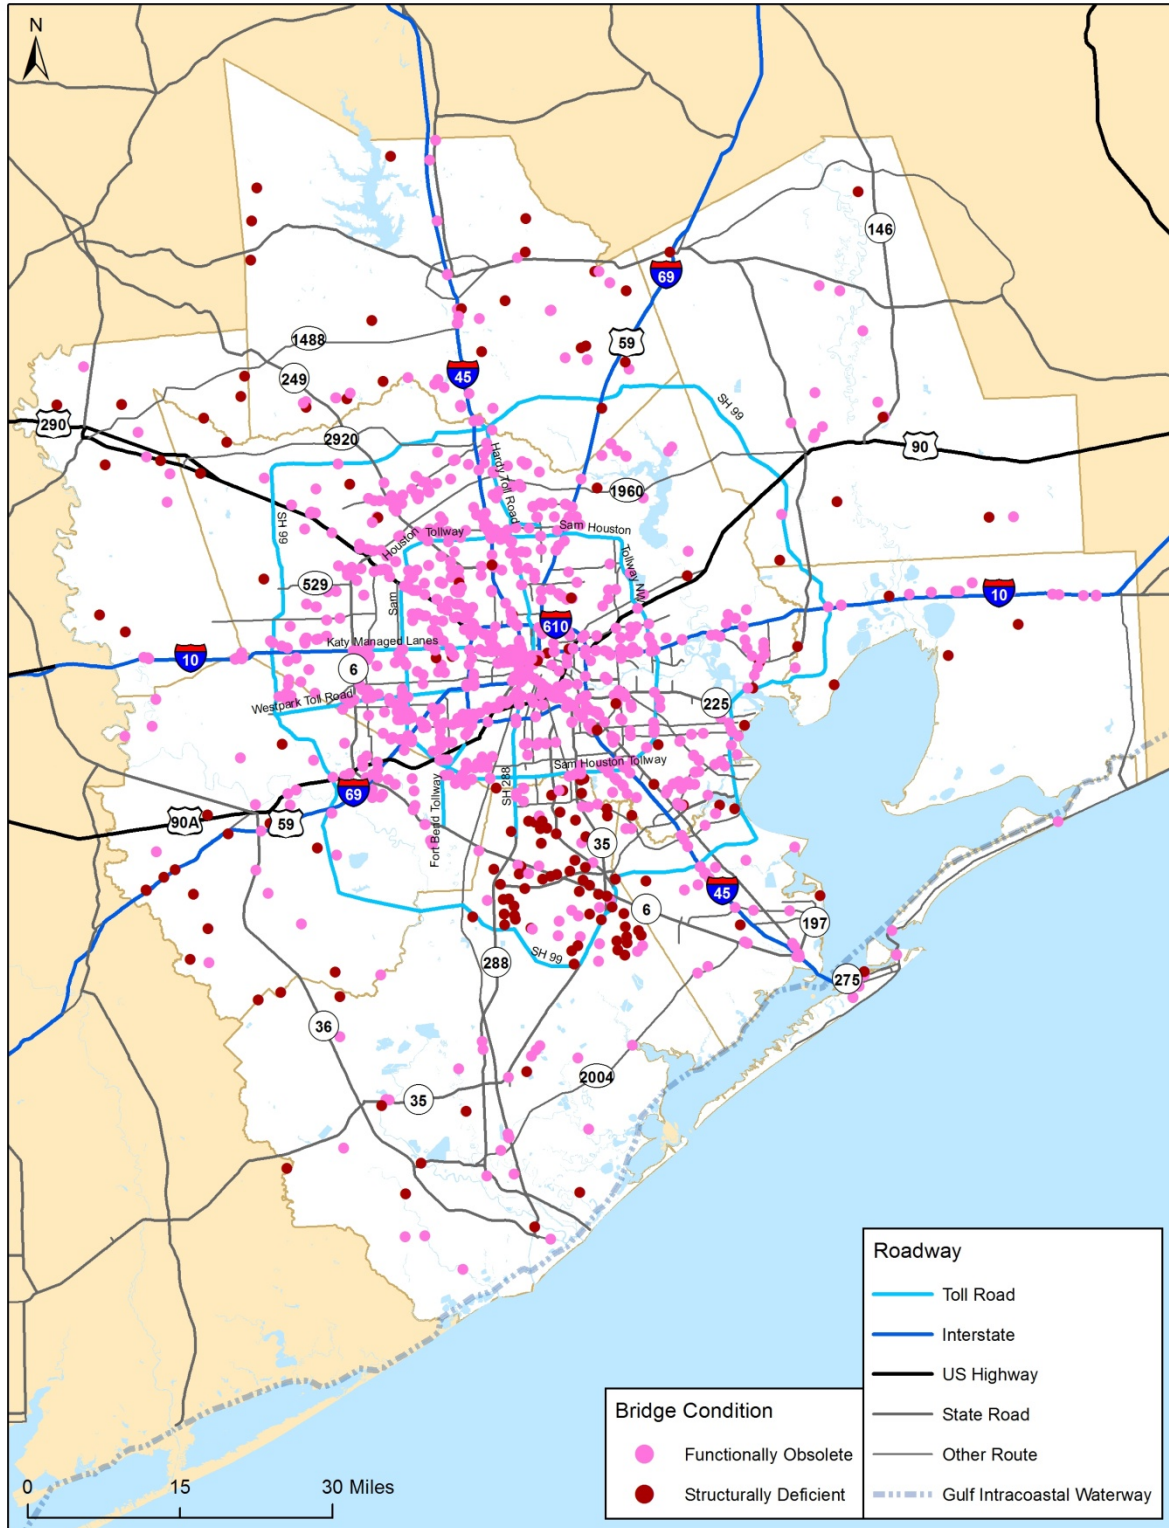 N
146
69
59
1488
249
45
SH 99
290
2920
90
Hardy Toll Road
1960
SH 99
Sam Houston
Houston Tollway
Tollway NW
529
Sam
10
610
Katy Managed Lanes
10
6
Westpark Toll Road
225
Sam Houston Tollway
SH 288
69
90A
59
Fort Bend Tollway
35
45
6
197
SH 99
288
275
36
2004
35
Roadway
Toll Road
Interstate
US Highway
State Road
Other Route
Gulf Intracoastal Waterway
Bridge Condition
Functionally Obsolete
Structurally Deficient
0 15 30 Miles